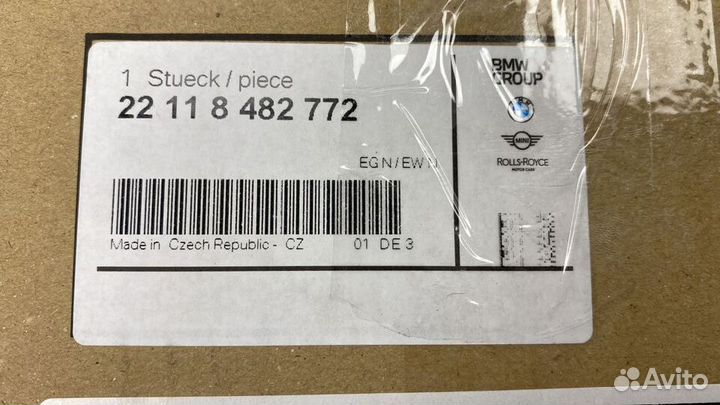 1 Stueck / piece
22 11 8 482 772
EGN/EWN
Made in Czech Republic - CZ 01 DE 3
BMW
GROUP
MINI
ROLLS-ROYCE
MOTOR CARS
Avito